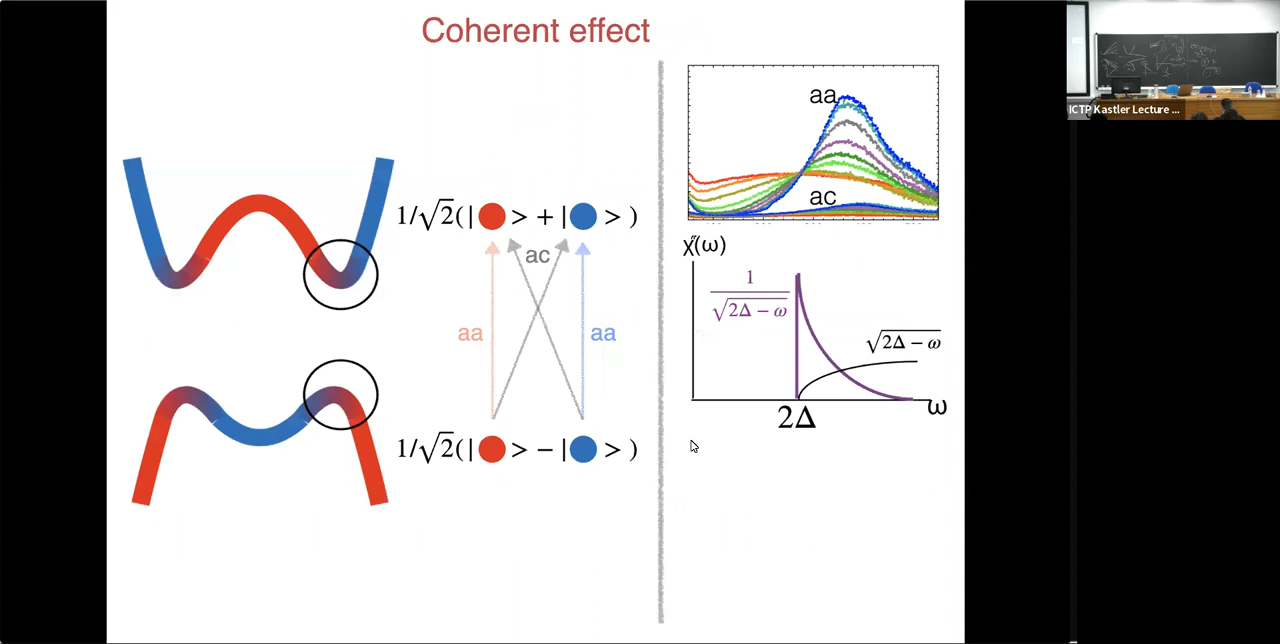 Coherent effect
ICTP Kastler Lecture ...
1/√2(| > + | > )
ac
aa
aa
1/√2(| > − | > )
aa
ac
χ″(ω)
1
√2Δ − ω
√2Δ − ω
2Δ
ω